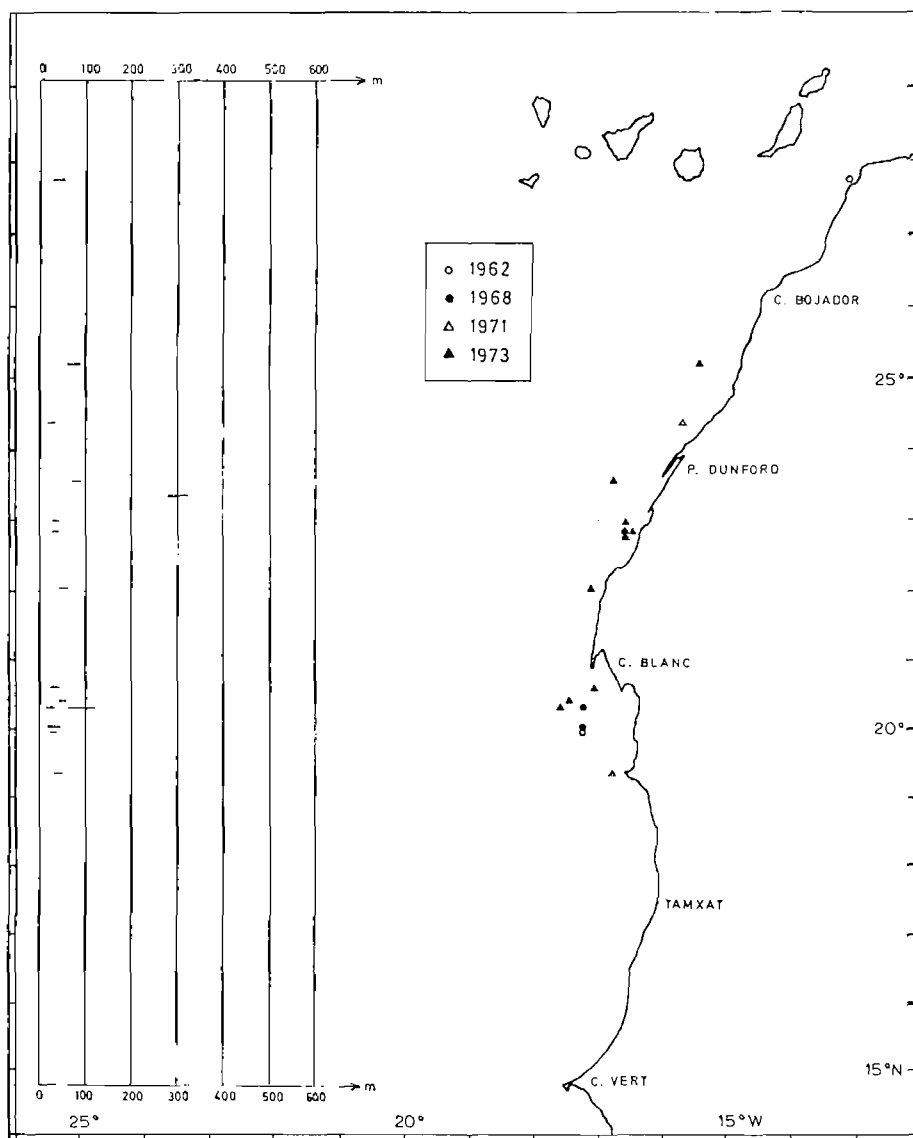 0 100 200 300 400 500 600 m
1962
1968
1971
1973
C. BOJADOR
25°
P. DUNFORD
C. BLANC
20°
TAMXAT
15°N
C. VERT
0 100 200 300 400 500 600 m
25° 20° 15°W